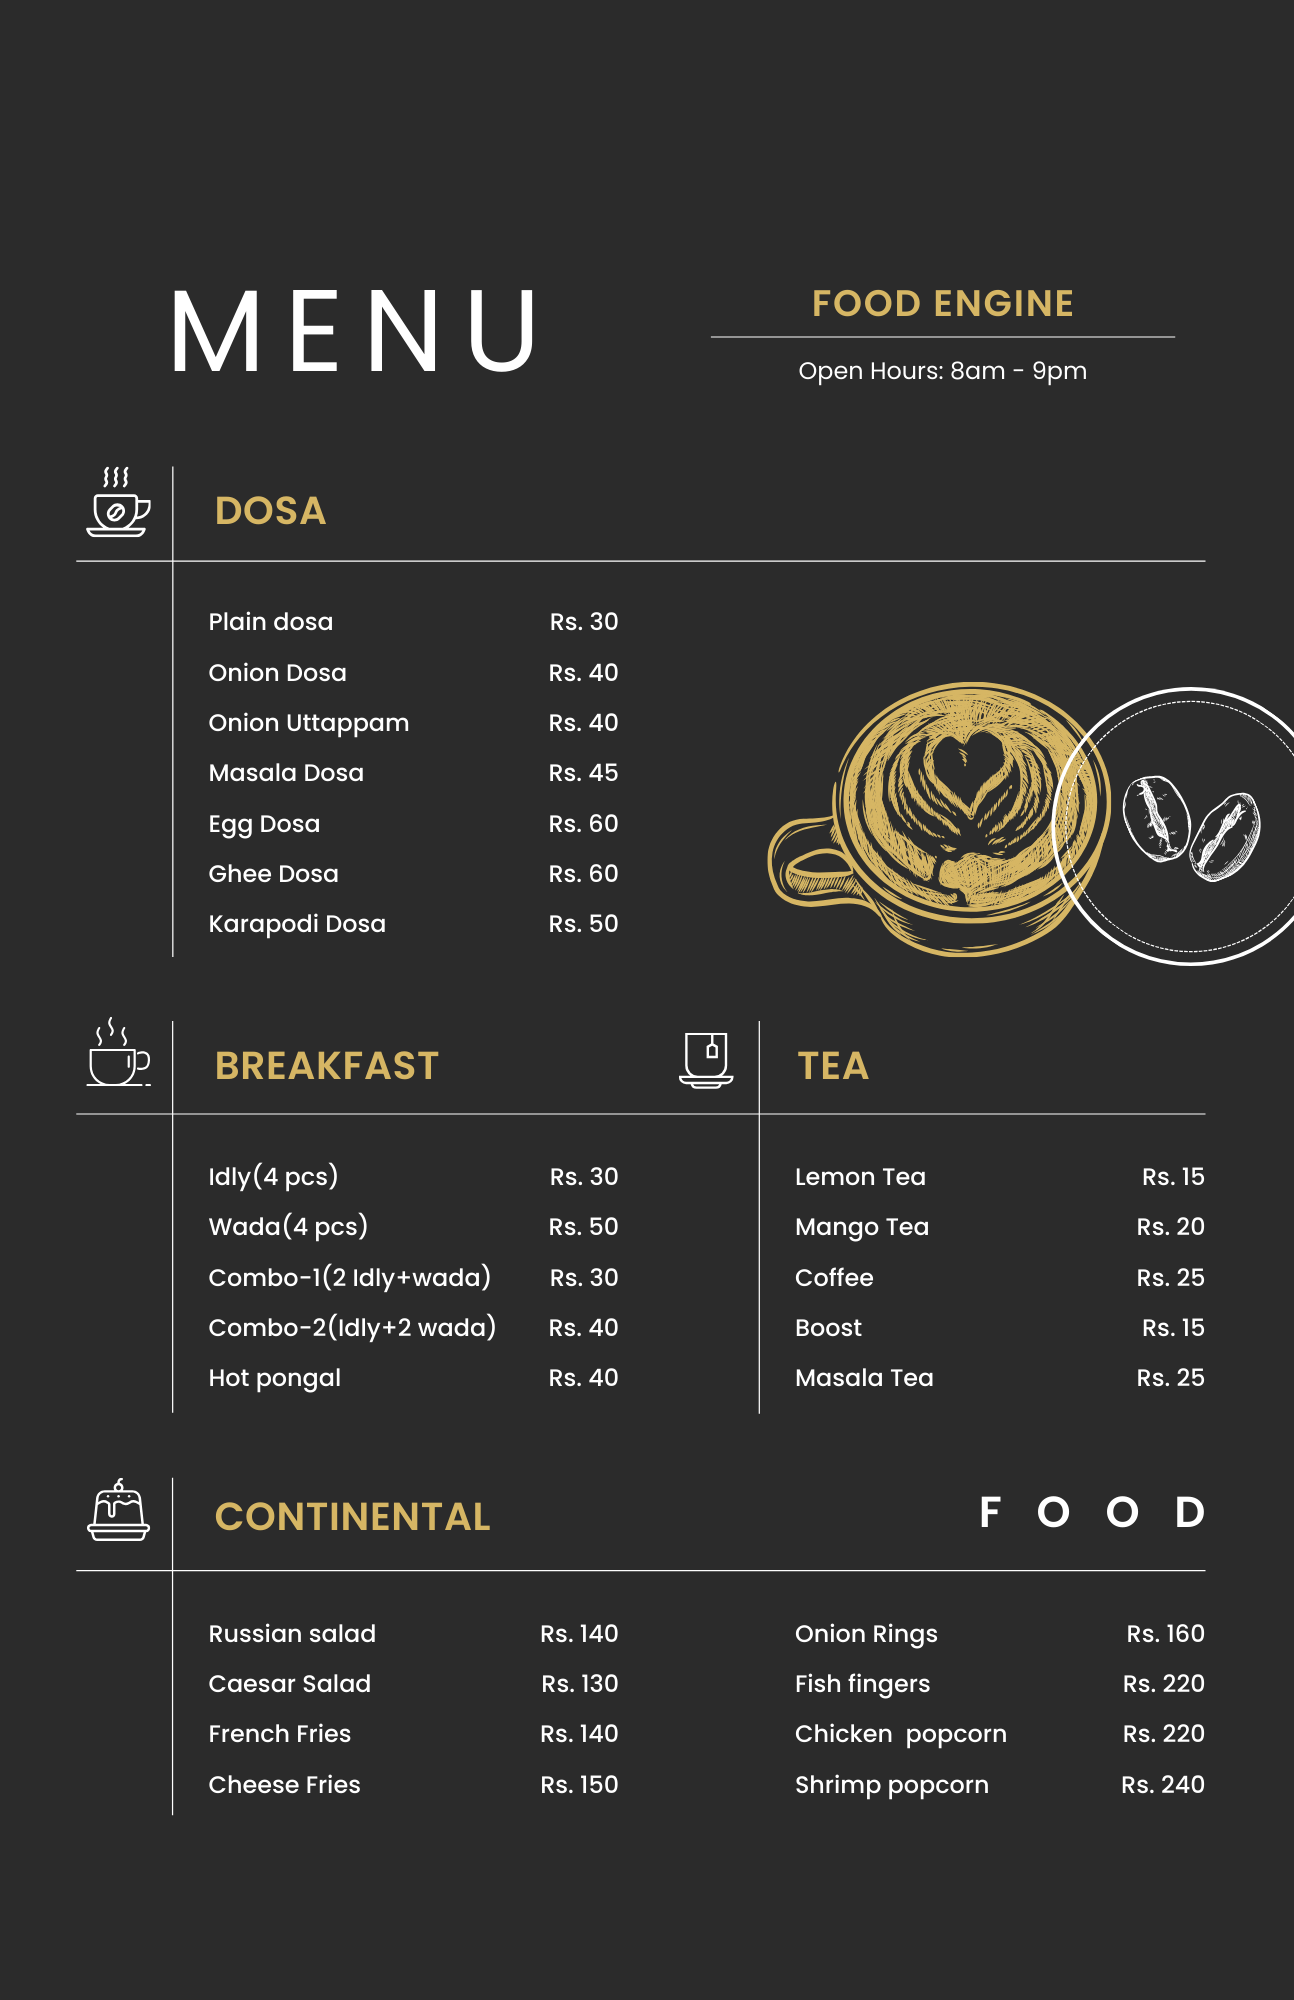 MENU
FOOD ENGINE
Open Hours: 8am - 9pm
DOSA
Plain dosa Rs. 30
Onion Dosa Rs. 40
Onion Uttappam Rs. 40
Masala Dosa Rs. 45
Egg Dosa Rs. 60
Ghee Dosa Rs. 60
Karapodi Dosa Rs. 50
BREAKFAST
Idly(4 pcs) Rs. 30
Wada(4 pcs) Rs. 50
Combo-1(2 Idly+wada) Rs. 30
Combo-2(Idly+2 wada) Rs. 40
Hot pongal Rs. 40
TEA
Lemon Tea Rs. 15
Mango Tea Rs. 20
Coffee Rs. 25
Boost Rs. 15
Masala Tea Rs. 25
CONTINENTAL FOOD
Russian salad Rs. 140
Caesar Salad Rs. 130
French Fries Rs. 140
Cheese Fries Rs. 150
Onion Rings Rs. 160
Fish fingers Rs. 220
Chicken popcorn Rs. 220
Shrimp popcorn Rs. 240